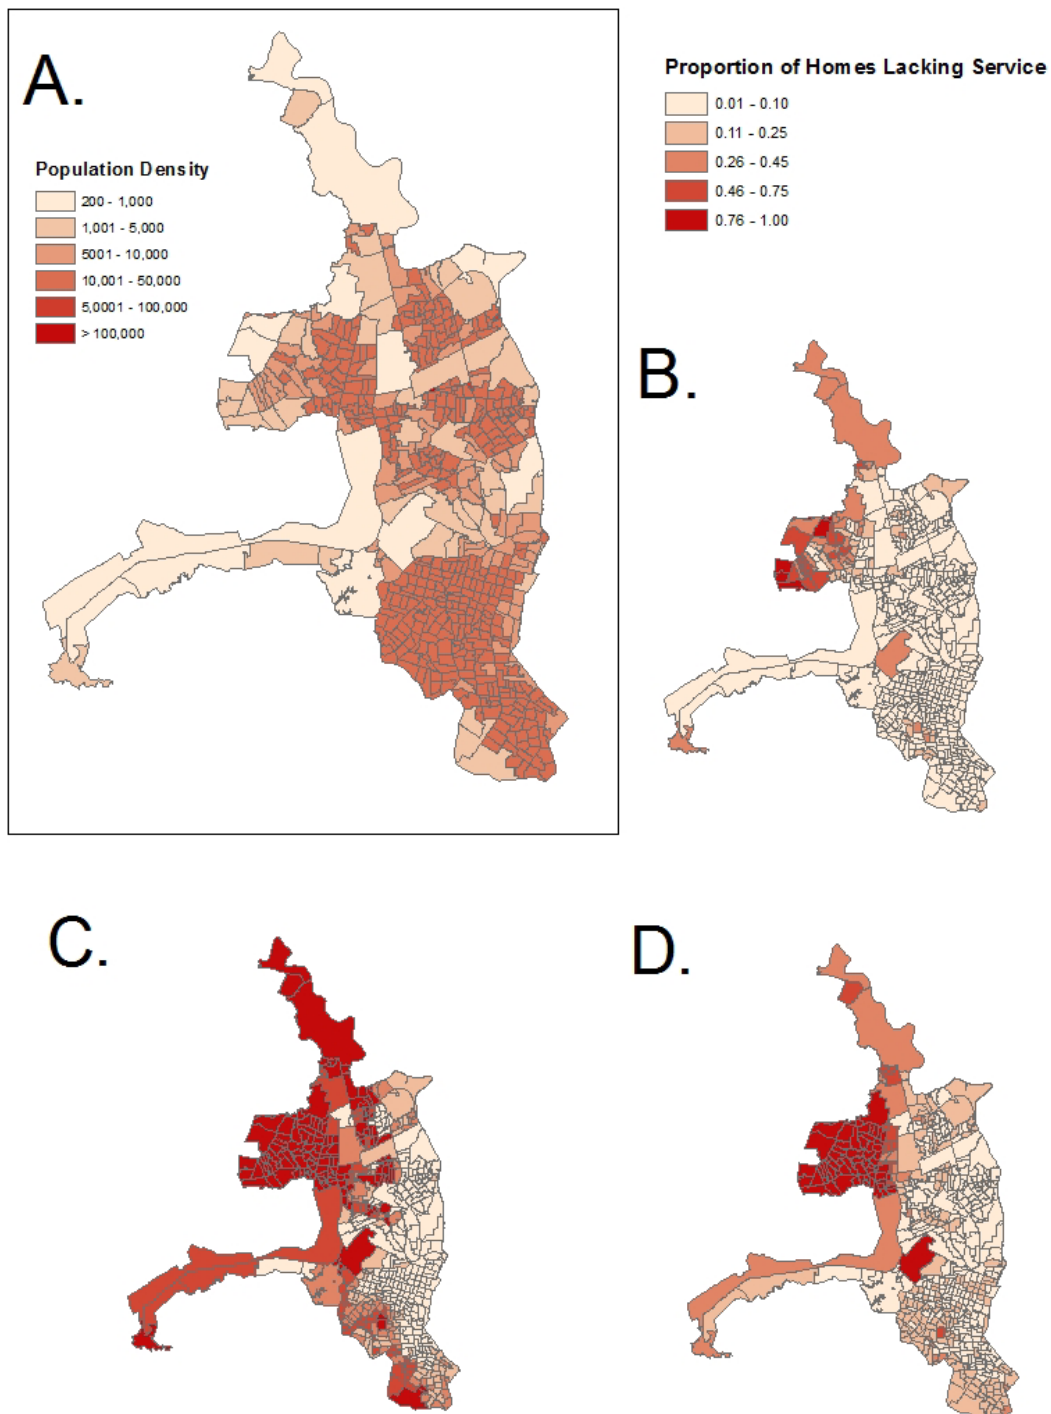 A.
Population Density
200 - 1,000
1,001 - 5,000
5001 - 10,000
10,001 - 50,000
5,0001 - 100,000
> 100,000
Proportion of Homes Lacking Service
0.01 - 0.10
0.11 - 0.25
0.26 - 0.45
0.46 - 0.75
0.76 - 1.00
B.
C.
D.